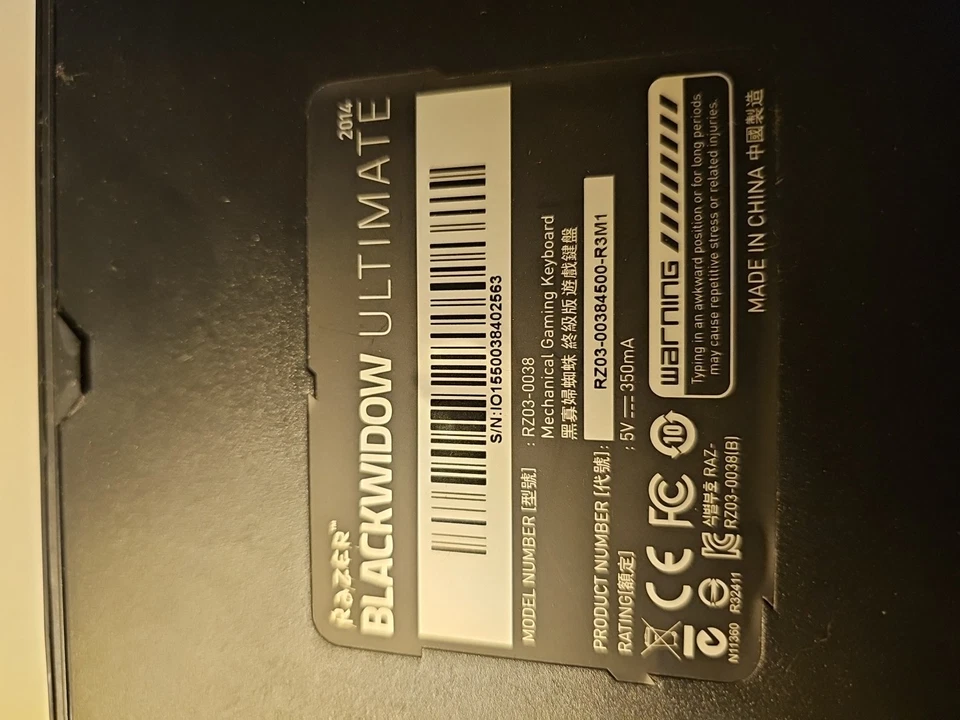 RAZER™
BLACKWIDOW ULTIMATE 2014
S/N:IO1550038402563
MODEL NUMBER [型號] : RZ03-0038
Mechanical Gaming Keyboard
黑寡婦蜘蛛 終級版 遊戲鍵盤
PRODUCT NUMBER [代號] : RZ03-00384500-R3M1
RATING[額定] : 5V ⎓ 350mA
CE FC 10
N11360 R32411
식별부호 RAZ-
RZ03-0038(B)
warning
Typing in an awkward position or for long periods
may cause repetitive stress or related injuries.
MADE IN CHINA 中國製造